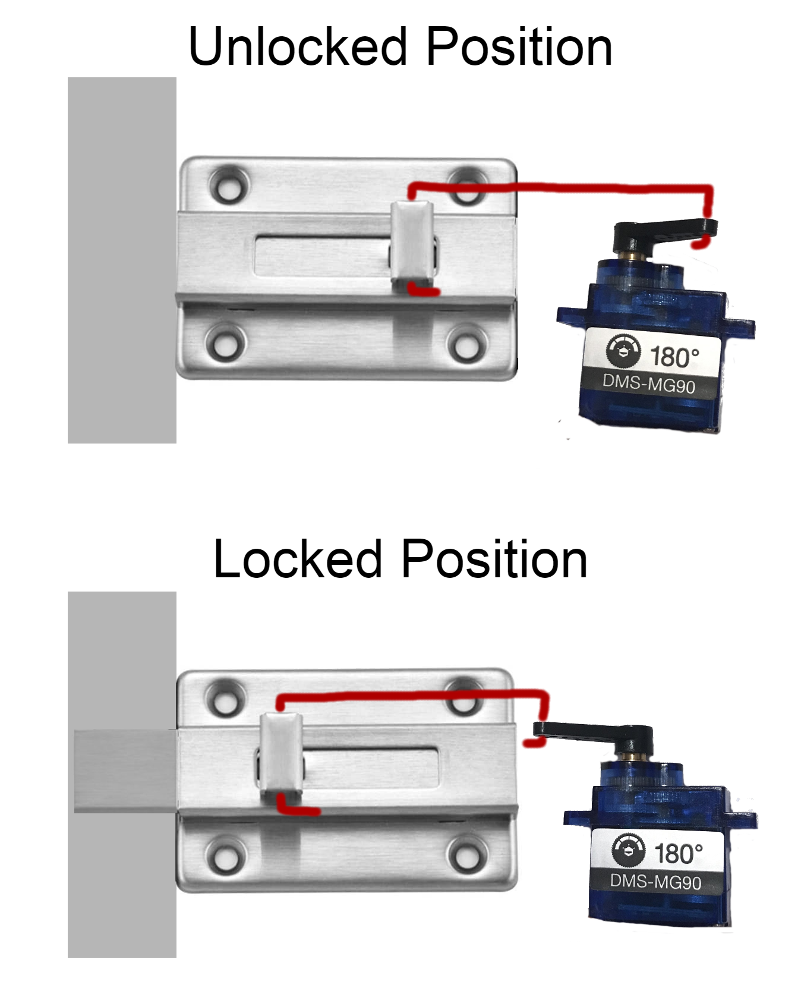 Unlocked Position
180°
DMS-MG90
Locked Position
180°
DMS-MG90